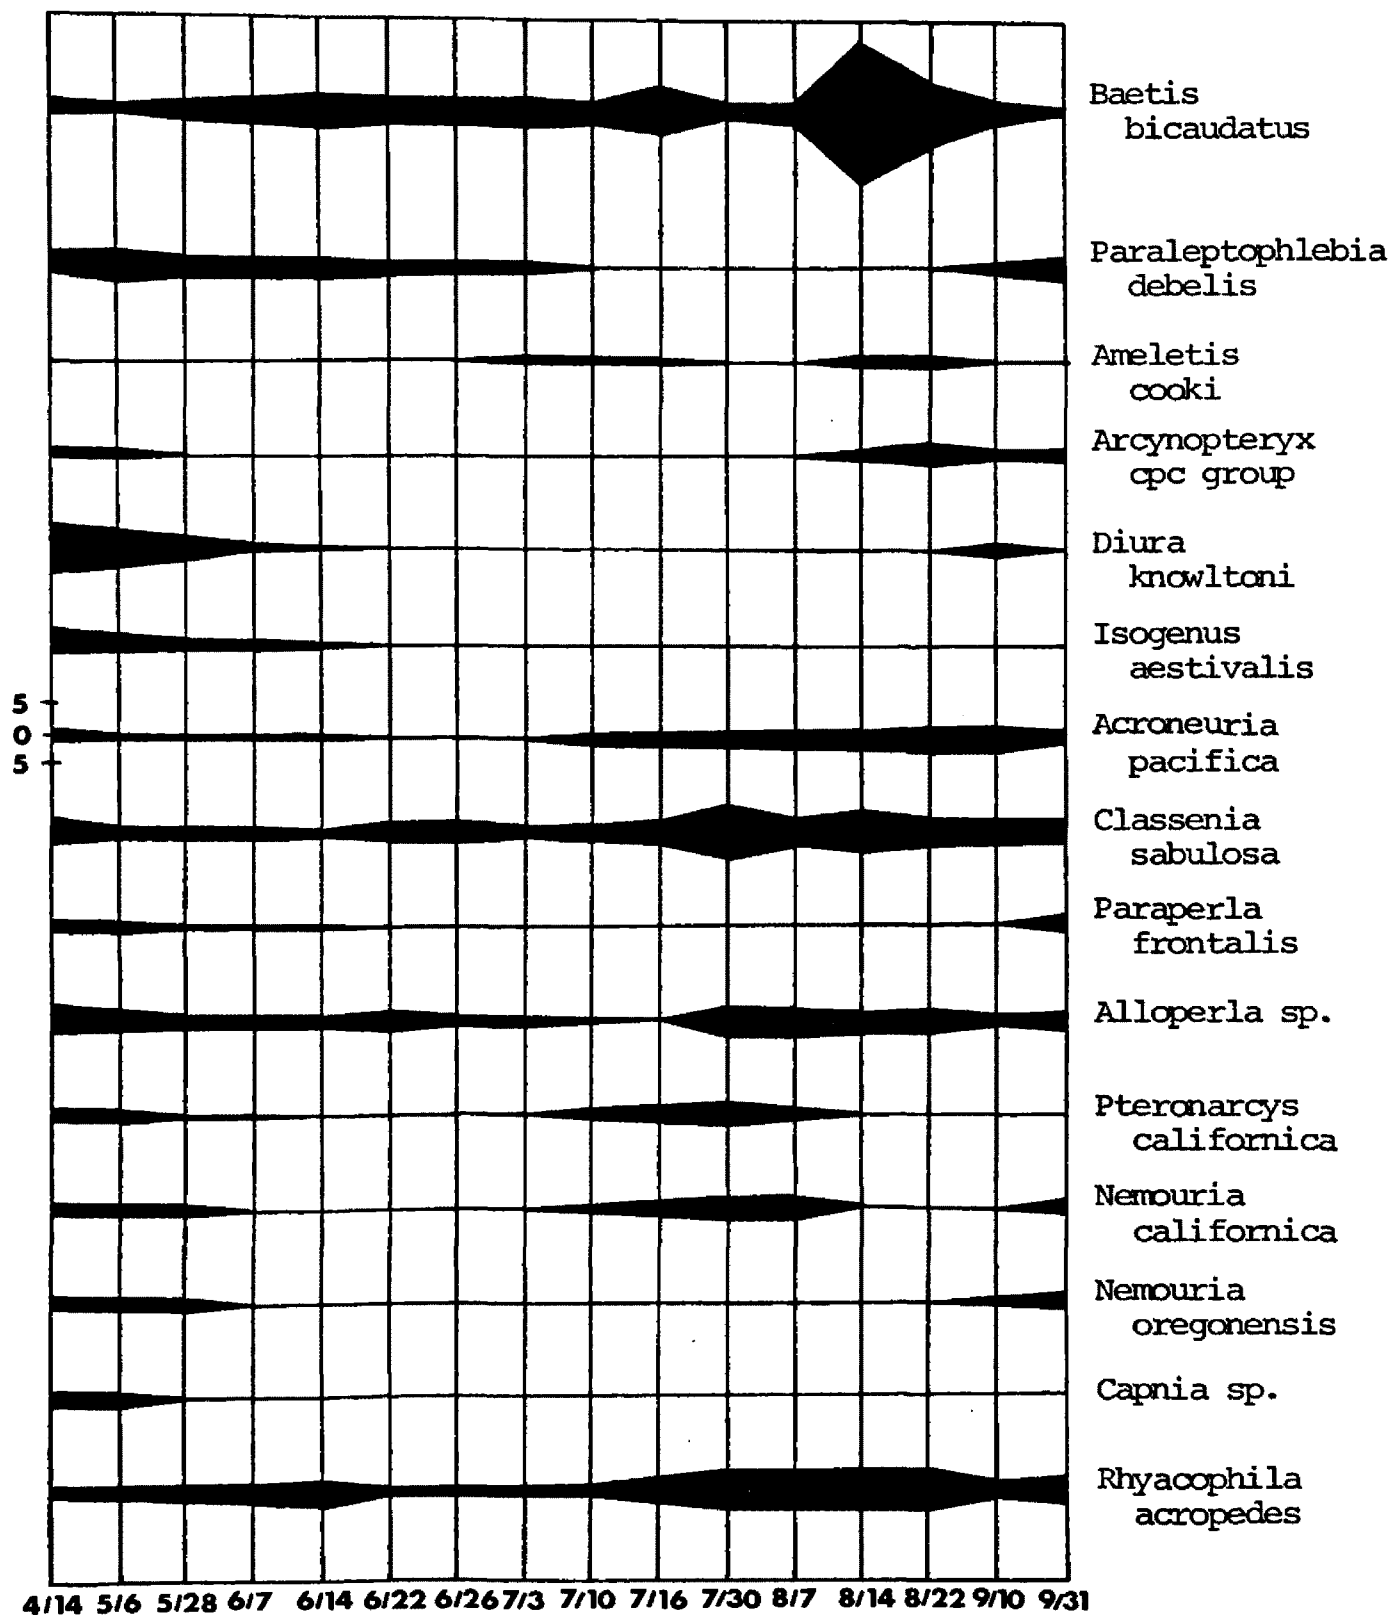 Baetis
bicaudatus
Paraleptophlebia
debelis
Ameletis
cooki
Arcynopteryx
cpc group
Diura
knowltoni
Isogenus
aestivalis
5
0
5
Acroneuria
pacifica
Classenia
sabulosa
Paraperla
frontalis
Alloperla sp.
Pteronarcys
californica
Nemouria
californica
Nemouria
oregonensis
Capnia sp.
Rhyacophila
acropedes
4/14 5/6 5/28 6/7 6/14 6/22 6/26 7/3 7/10 7/16 7/30 8/7 8/14 8/22 9/10 9/31